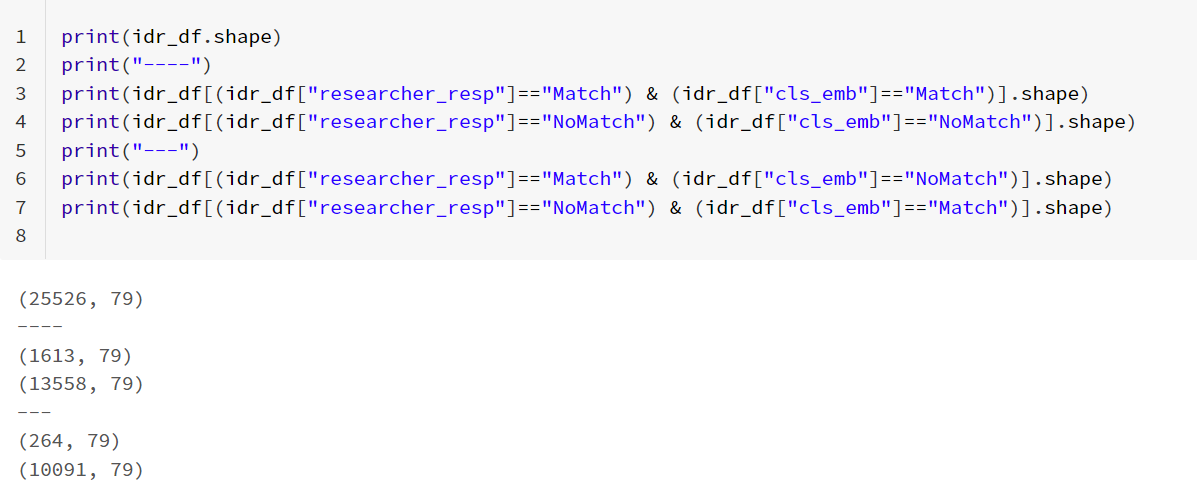 1 print(idr_df.shape)
2 print("----")
3 print(idr_df[(idr_df["researcher_resp"]=="Match") & (idr_df["cls_emb"]=="Match")].shape)
4 print(idr_df[(idr_df["researcher_resp"]=="NoMatch") & (idr_df["cls_emb"]=="NoMatch")].shape)
5 print("---")
6 print(idr_df[(idr_df["researcher_resp"]=="Match") & (idr_df["cls_emb"]=="NoMatch")].shape)
7 print(idr_df[(idr_df["researcher_resp"]=="NoMatch") & (idr_df["cls_emb"]=="Match")].shape)
8
(25526, 79)
----
(1613, 79)
(13558, 79)
---
(264, 79)
(10091, 79)